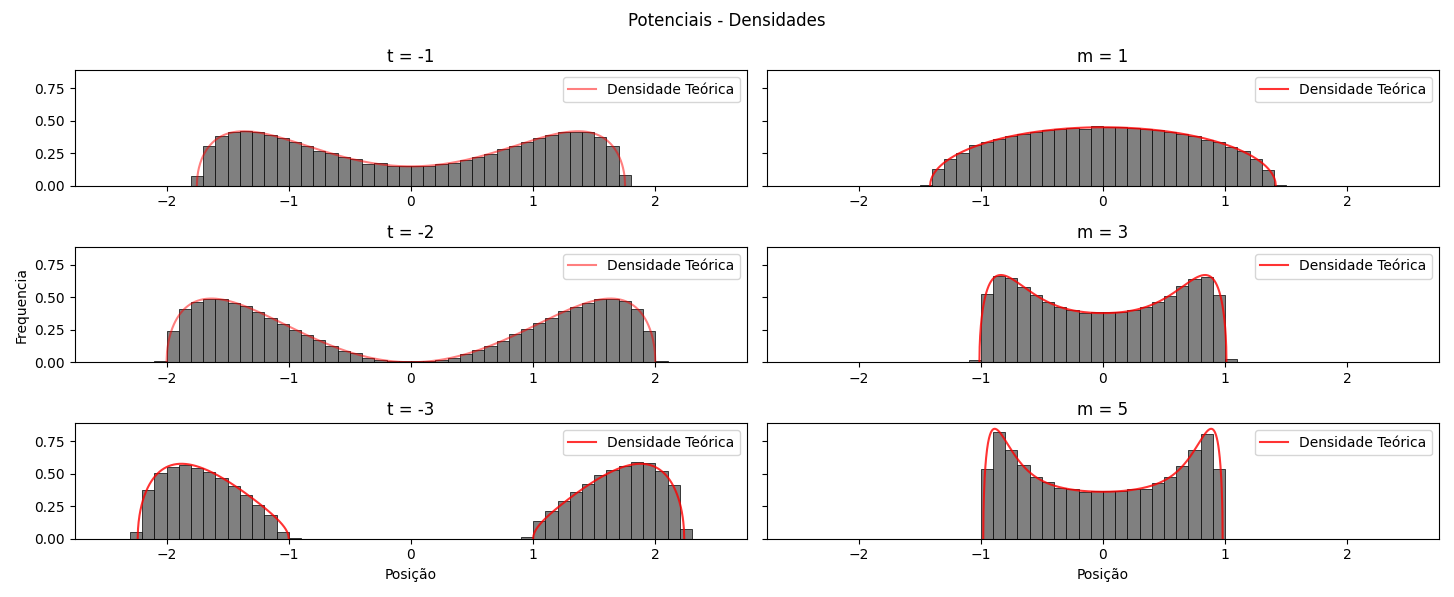 Potenciais - Densidades
t = -1
Densidade Teórica
0.75
0.50
0.25
0.00
−2 −1 0 1 2
m = 1
Densidade Teórica
−2 −1 0 1 2
t = -2
Densidade Teórica
Frequencia
0.75
0.50
0.25
0.00
−2 −1 0 1 2
m = 3
Densidade Teórica
−2 −1 0 1 2
t = -3
Densidade Teórica
0.75
0.50
0.25
0.00
−2 −1 0 1 2
Posição
m = 5
Densidade Teórica
−2 −1 0 1 2
Posição